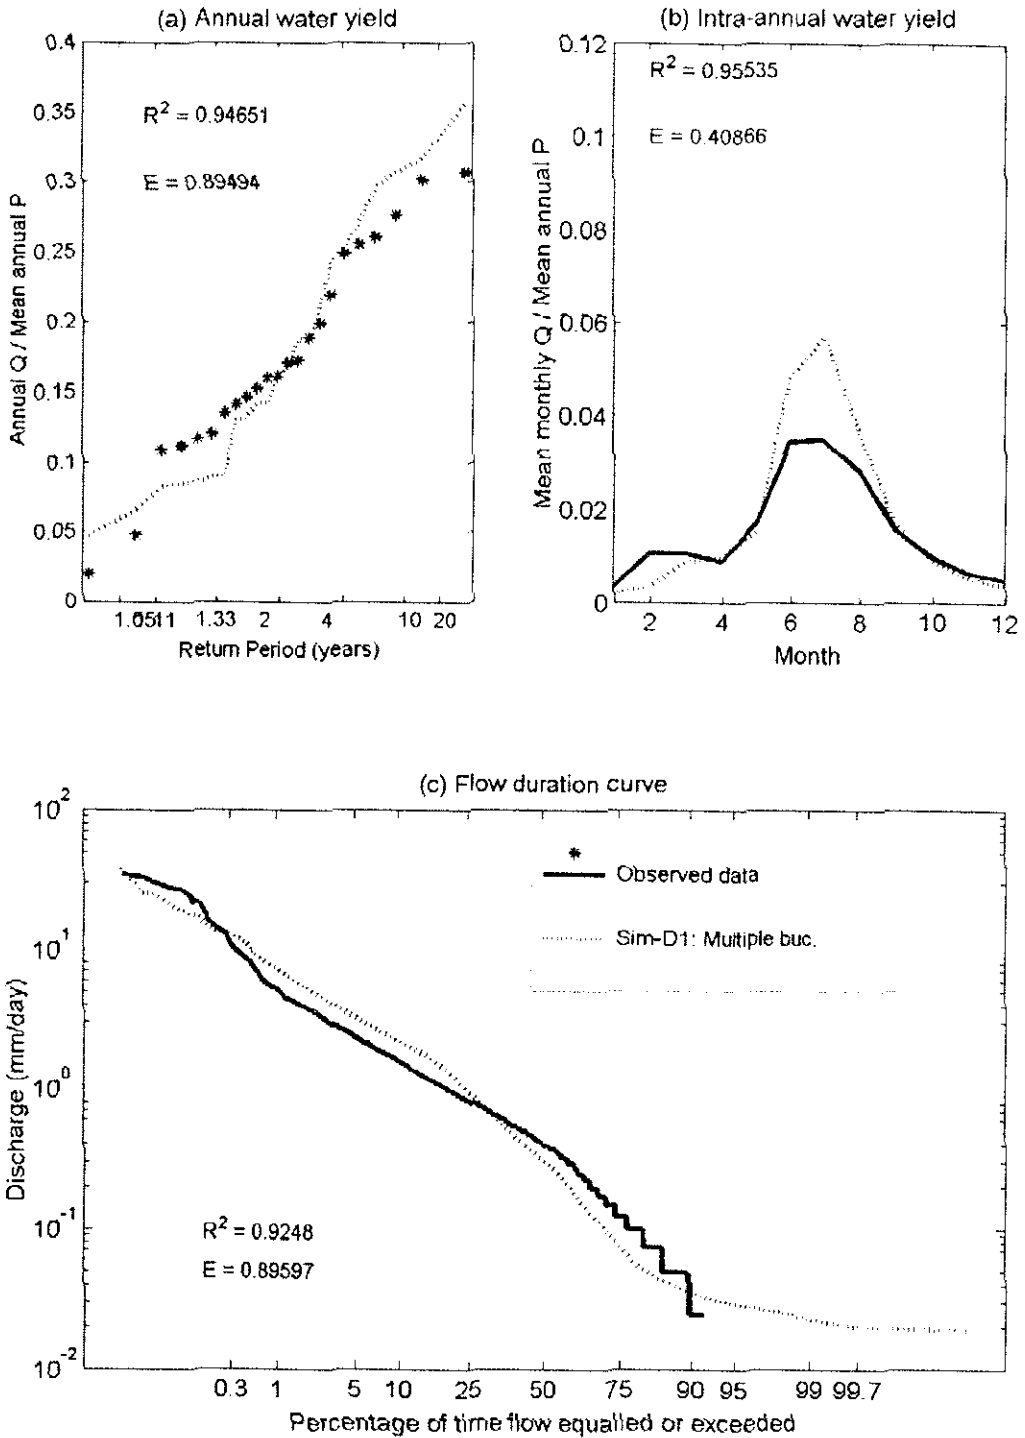 (a) Annual water yield
0.4
0.35
0.3
0.25
0.2
0.15
0.1
0.05
0
R² = 0.94651
E = 0.89494
Annual Q / Mean annual P
1.0511 1.33 2 4 10 20
Return Period (years)
(b) Intra-annual water yield
0.12
0.1
0.08
0.06
0.04
0.02
0
R² = 0.95535
E = 0.40866
Mean monthly Q / Mean annual P
2 4 6 8 10 12
Month
(c) Flow duration curve
10²
10¹
10⁰
10⁻¹
10⁻²
Discharge (mm/day)
Observed data
Sim-D1: Multiple buc.
R² = 0.9248
E = 0.89597
0.3 1 5 10 25 50 75 90 95 99 99.7
Percentage of time flow equalled or exceeded